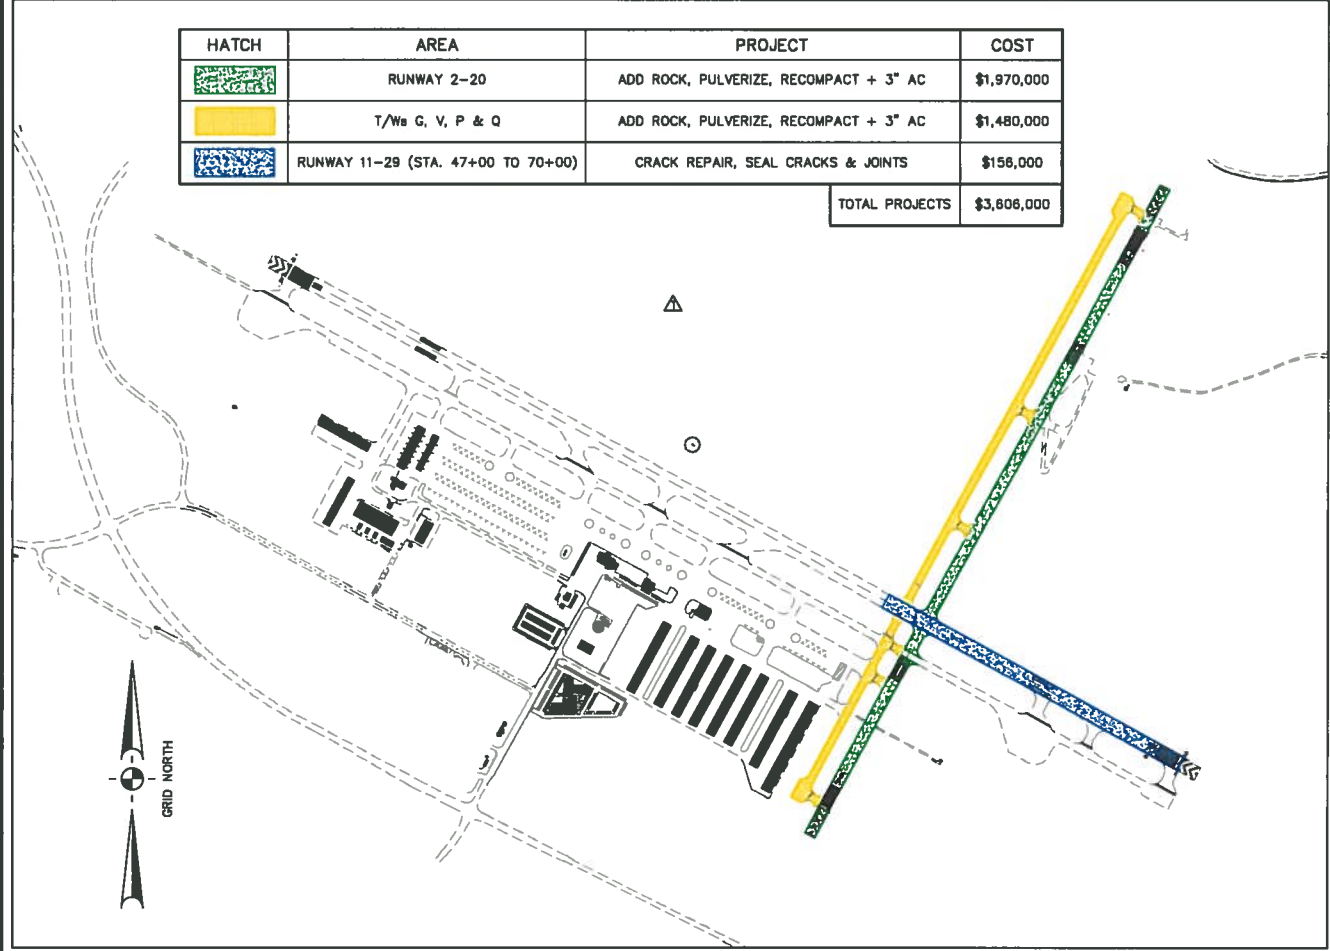 HATCH AREA PROJECT COST
RUNWAY 2-20 ADD ROCK, PULVERIZE, RECOMPACT + 3" AC $1,970,000
T/Ws G, V, P & Q ADD ROCK, PULVERIZE, RECOMPACT + 3" AC $1,480,000
RUNWAY 11-29 (STA. 47+00 TO 70+00) CRACK REPAIR, SEAL CRACKS & JOINTS $156,000
TOTAL PROJECTS $3,606,000
GRID NORTH